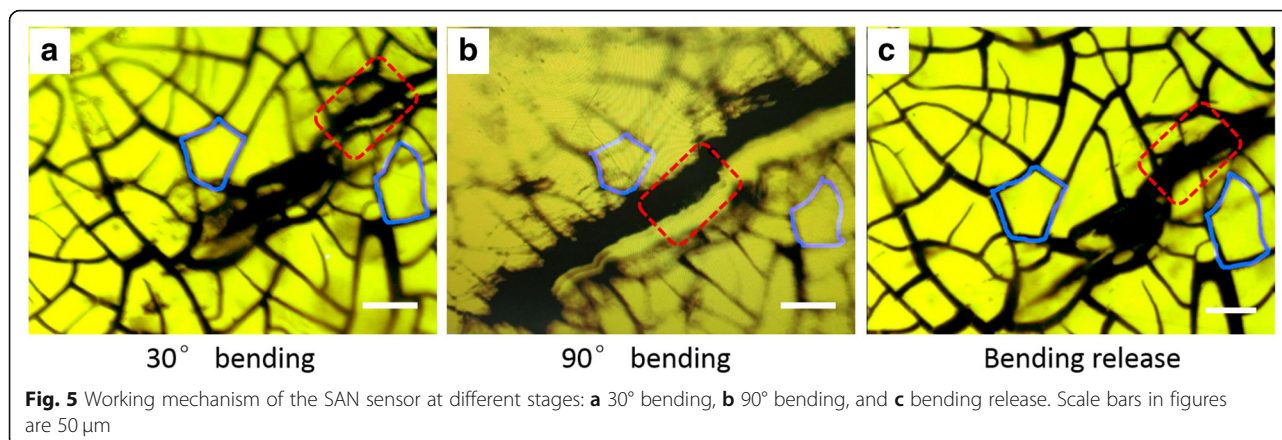 a
b
c
30° bending
90° bending
Bending release
Fig. 5 Working mechanism of the SAN sensor at different stages: a 30° bending, b 90° bending, and c bending release. Scale bars in figures
are 50 μm